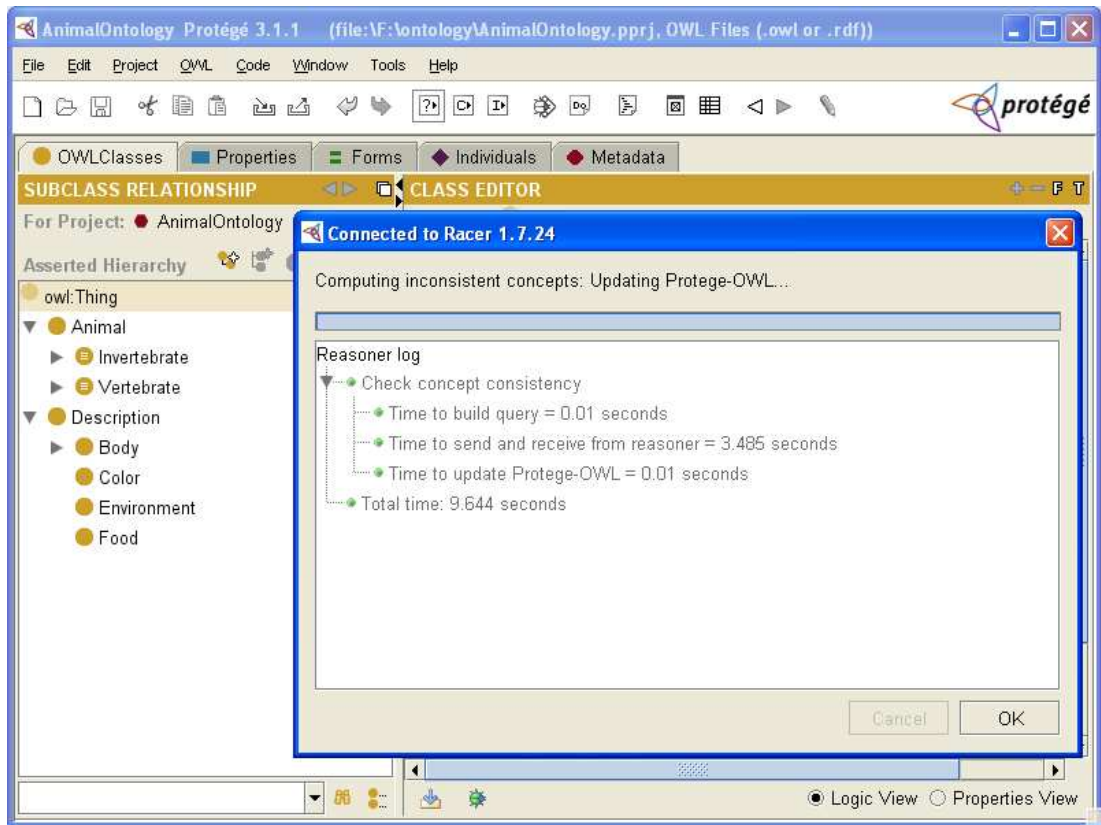 AnimalOntology Protégé 3.1.1 (file:\F:\ontology\AnimalOntology.pprj, OWL Files (.owl or .rdf))
File Edit Project OWL Code Window Tools Help
protégé
OWLClasses Properties Forms Individuals Metadata
SUBCLASS RELATIONSHIP
CLASS EDITOR
F T
For Project: AnimalOntology
Asserted Hierarchy
owl:Thing
Animal
Invertebrate
Vertebrate
Description
Body
Color
Environment
Food
Connected to Racer 1.7.24
Computing inconsistent concepts: Updating Protege-OWL...
Reasoner log
Check concept consistency
Time to build query = 0.01 seconds
Time to send and receive from reasoner = 3.485 seconds
Time to update Protege-OWL = 0.01 seconds
Total time: 9.644 seconds
Cancel OK
Logic View Properties View